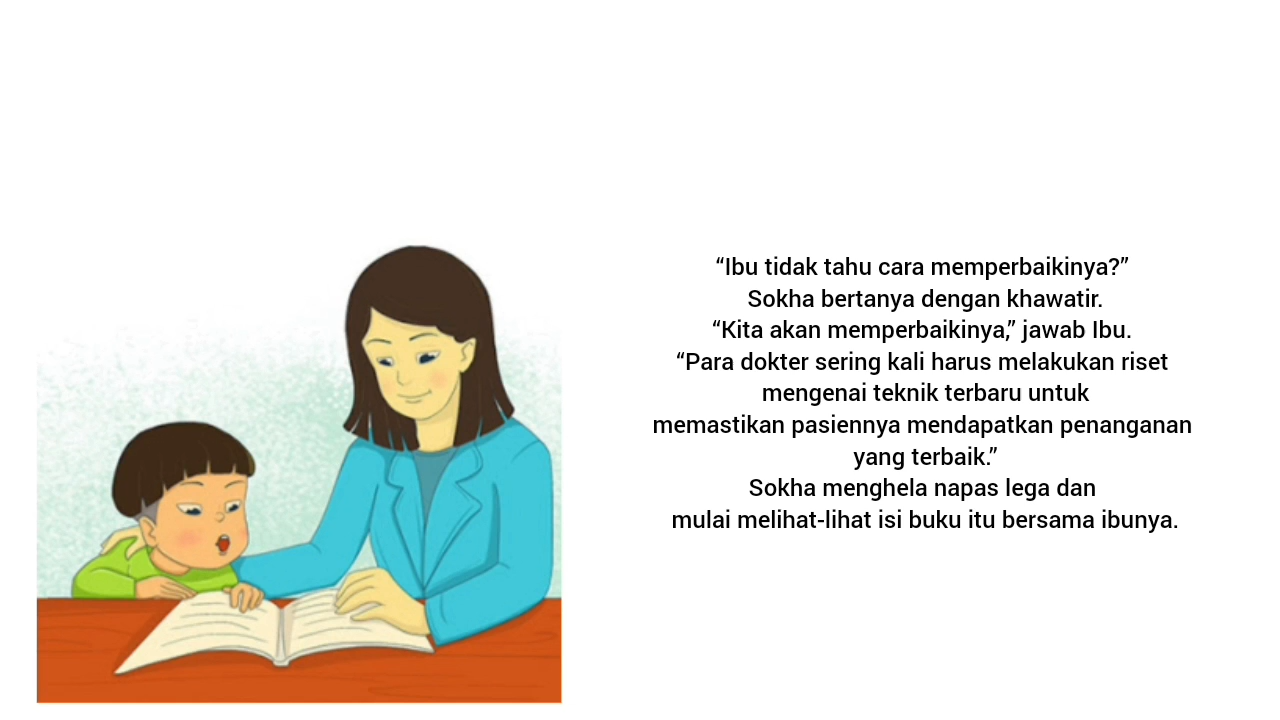 “Ibu tidak tahu cara memperbaikinya?”
Sokha bertanya dengan khawatir.
“Kita akan memperbaikinya,” jawab Ibu.
“Para dokter sering kali harus melakukan riset
mengenai teknik terbaru untuk
memastikan pasiennya mendapatkan penanganan
yang terbaik.”
Sokha menghela napas lega dan
mulai melihat-lihat isi buku itu bersama ibunya.